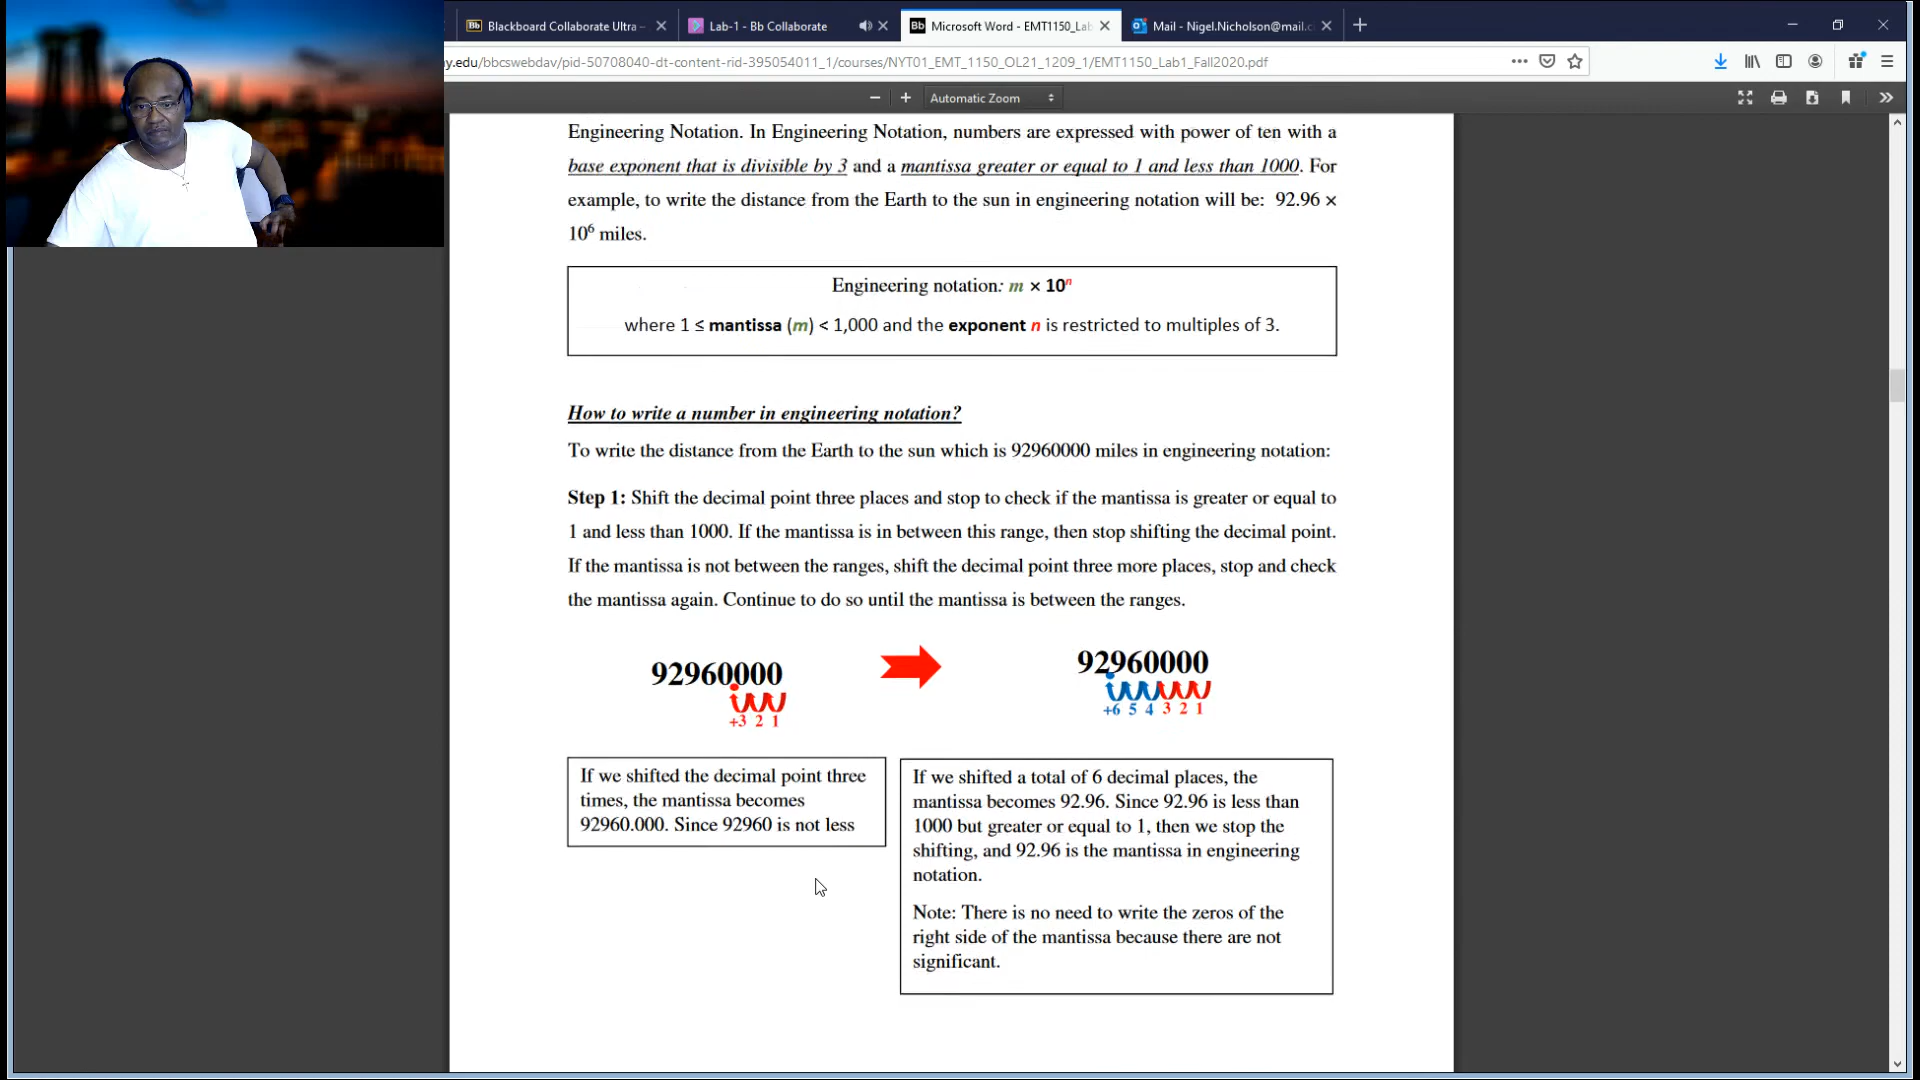 Blackboard Collaborate Ultra –
Lab-1 - Bb Collaborate
Microsoft Word - EMT1150_Lab
Mail - Nigel.Nicholson@mail.c
y.edu/bbcswebdav/pid-50708040-dt-content-rid-395054011_1/courses/NYT01_EMT_1150_OL21_1209_1/EMT1150_Lab1_Fall2020.pdf
Automatic Zoom
Engineering Notation. In Engineering Notation, numbers are expressed with power of ten with a
base exponent that is divisible by 3 and a mantissa greater or equal to 1 and less than 1000. For
example, to write the distance from the Earth to the sun in engineering notation will be: 92.96 ×
10⁶ miles.
Engineering notation: m × 10ⁿ
where 1 ≤ mantissa (m) < 1,000 and the exponent n is restricted to multiples of 3.
How to write a number in engineering notation?
To write the distance from the Earth to the sun which is 92960000 miles in engineering notation:
Step 1: Shift the decimal point three places and stop to check if the mantissa is greater or equal to
1 and less than 1000. If the mantissa is in between this range, then stop shifting the decimal point.
If the mantissa is not between the ranges, shift the decimal point three more places, stop and check
the mantissa again. Continue to do so until the mantissa is between the ranges.
92960000
+3 2 1
92960000
+6 5 4 3 2 1
If we shifted the decimal point three
times, the mantissa becomes
92960.000. Since 92960 is not less
If we shifted a total of 6 decimal places, the
mantissa becomes 92.96. Since 92.96 is less than
1000 but greater or equal to 1, then we stop the
shifting, and 92.96 is the mantissa in engineering
notation.
Note: There is no need to write the zeros of the
right side of the mantissa because there are not
significant.